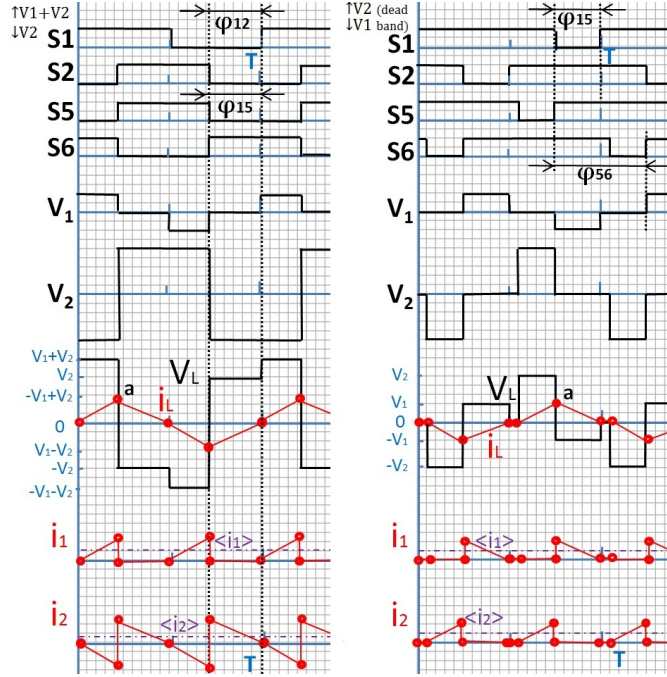 ↑V1+V2
↓V2
φ12
S1
T
S2
φ15
S5
S6
V1
V2
V1+V2
V2
-V1+V2
0
V1-V2
-V2
-V1-V2
a
VL
iL
i1
<i1>
i2
<i2>
T
↑V2 (dead
↓V1 band)
φ15
S1
T
S2
S5
S6
φ56
V1
V2
V2
V1
0
-V1
-V2
VL
a
iL
i1
<i1>
i2
<i2>
T